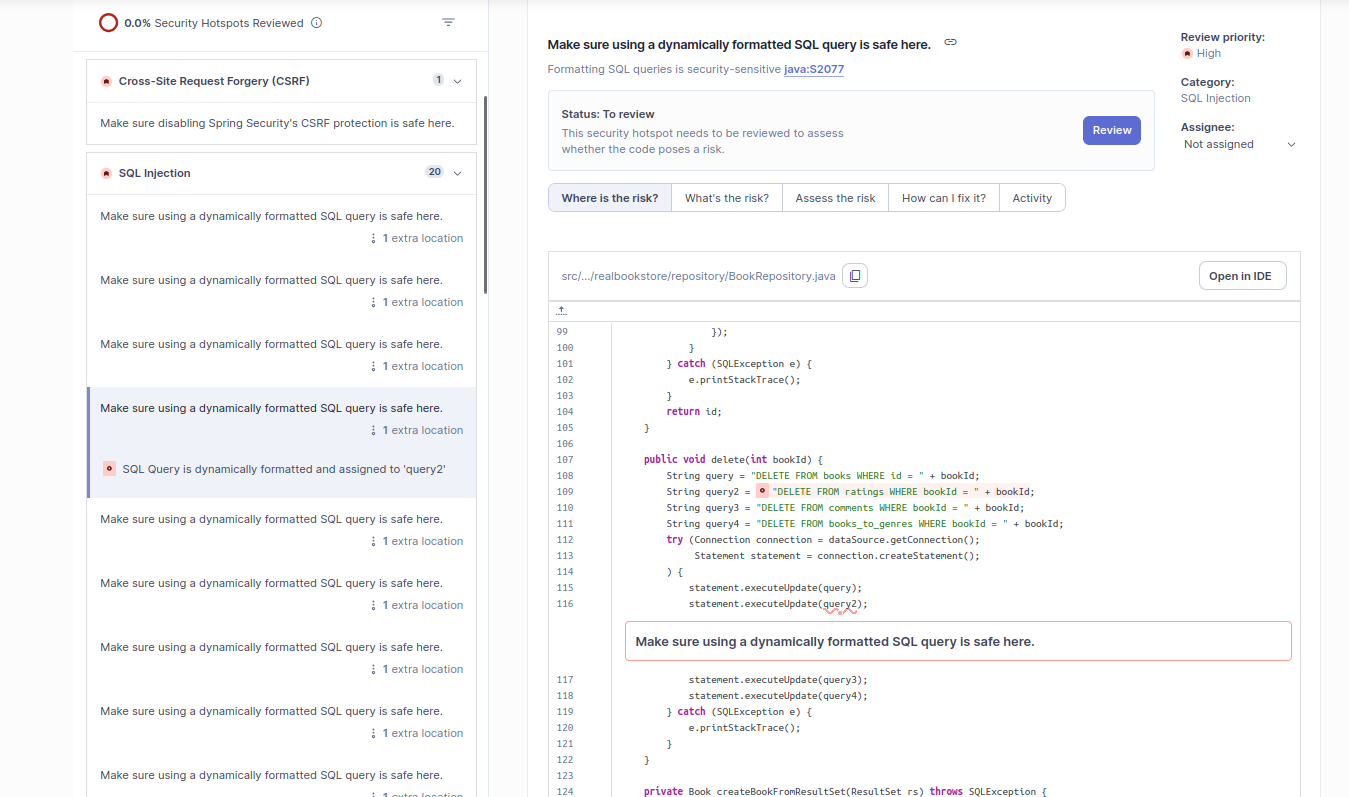 0.0% Security Hotspots Reviewed
Cross-Site Request Forgery (CSRF) 1
Make sure disabling Spring Security's CSRF protection is safe here.
SQL Injection 20
Make sure using a dynamically formatted SQL query is safe here.
1 extra location
Make sure using a dynamically formatted SQL query is safe here.
1 extra location
Make sure using a dynamically formatted SQL query is safe here.
1 extra location
Make sure using a dynamically formatted SQL query is safe here.
1 extra location
SQL Query is dynamically formatted and assigned to 'query2'
Make sure using a dynamically formatted SQL query is safe here.
1 extra location
Make sure using a dynamically formatted SQL query is safe here.
1 extra location
Make sure using a dynamically formatted SQL query is safe here.
1 extra location
Make sure using a dynamically formatted SQL query is safe here.
1 extra location
Make sure using a dynamically formatted SQL query is safe here.
1 extra location
Make sure using a dynamically formatted SQL query is safe here.
Formatting SQL queries is security-sensitive java:S2077
Status: To review
This security hotspot needs to be reviewed to assess
whether the code poses a risk.
Review
Review priority:
High
Category:
SQL Injection
Assignee:
Not assigned
Where is the risk? What's the risk? Assess the risk How can I fix it? Activity
src/.../realbookstore/repository/BookRepository.java Open in IDE
99 });
100 }
101 } catch (SQLException e) {
102 e.printStackTrace();
103 }
104 return id;
105 }
106
107 public void delete(int bookId) {
108 String query = "DELETE FROM books WHERE id = " + bookId;
109 String query2 = "DELETE FROM ratings WHERE bookId = " + bookId;
110 String query3 = "DELETE FROM comments WHERE bookId = " + bookId;
111 String query4 = "DELETE FROM books_to_genres WHERE bookId = " + bookId;
112 try (Connection connection = dataSource.getConnection();
113 Statement statement = connection.createStatement();
114 ) {
115 statement.executeUpdate(query);
116 statement.executeUpdate(query2);
Make sure using a dynamically formatted SQL query is safe here.
117 statement.executeUpdate(query3);
118 statement.executeUpdate(query4);
119 } catch (SQLException e) {
120 e.printStackTrace();
121 }
122 }
123
124 private Book createBookFromResultSet(ResultSet rs) throws SQLException {